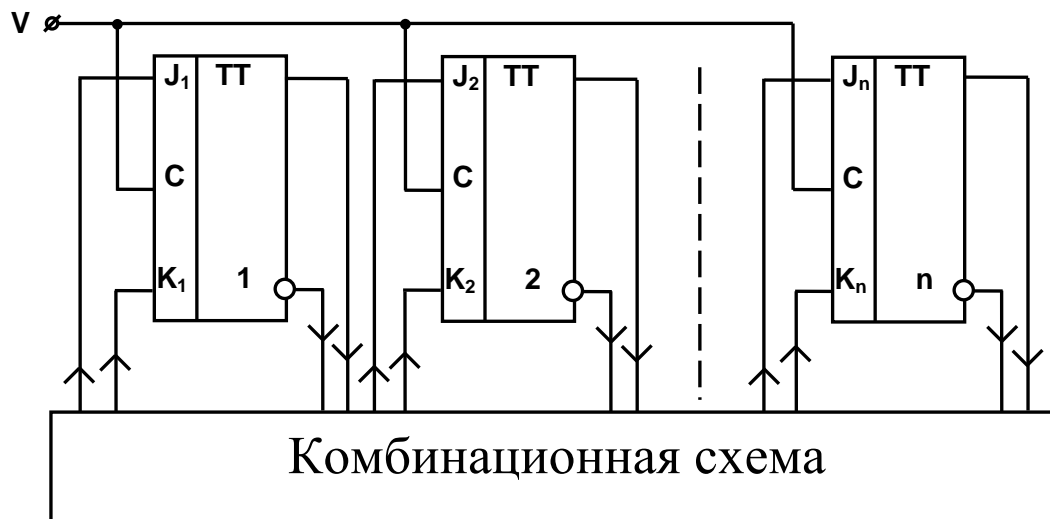 V
J₁ TT J₂ TT Jₙ TT
C C C
K₁ 1 K₂ 2 Kₙ n
Комбинационная схема